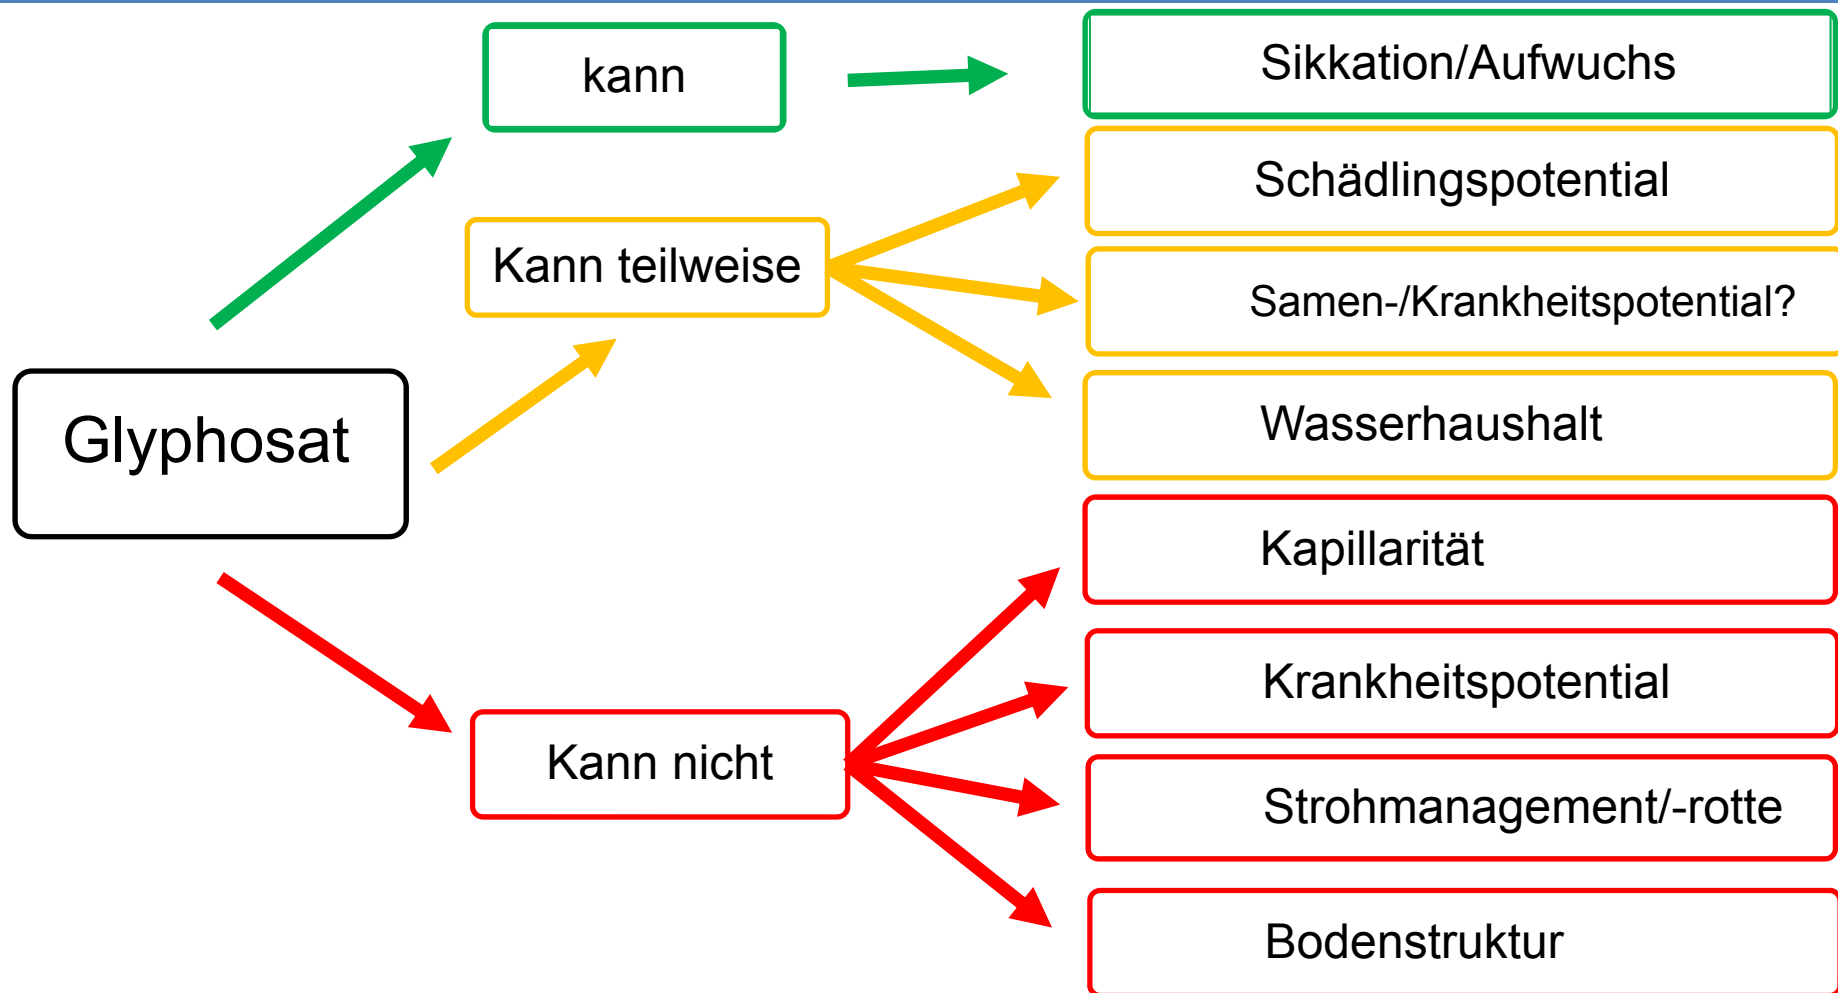 Glyphosat
kann
Sikkation/Aufwuchs
Kann teilweise
Schädlingspotential
Samen-/Krankheitspotential?
Wasserhaushalt
Kann nicht
Kapillarität
Krankheitspotential
Strohmanagement/-rotte
Bodenstruktur